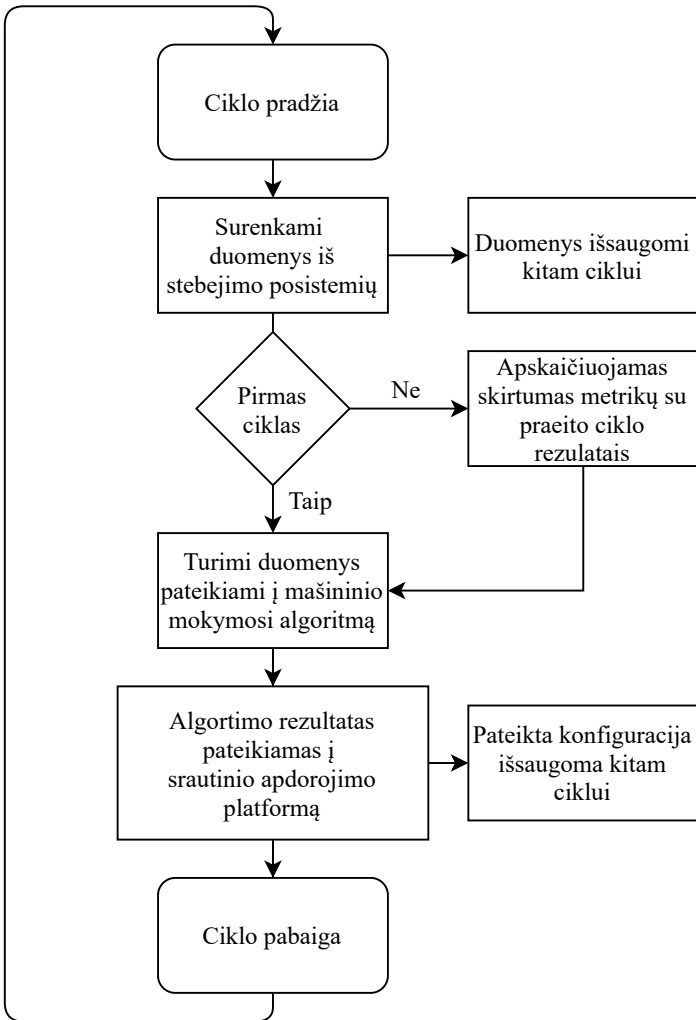 Ciklo pradžia
Surenkami
duomenys iš
stebejimo posistemių
Duomenys išsaugomi
kitam ciklui
Pirmas
ciklas
Ne
Apskaičiuojamas
skirtumas metrikų su
praeito ciklo
rezulatais
Taip
Turimi duomenys
pateikiami į mašininio
mokymosi algoritmą
Algortimo rezultatas
pateikiamas į
srautinio apdorojimo
platformą
Pateikta konfiguracija
išsaugoma kitam
ciklui
Ciklo pabaiga